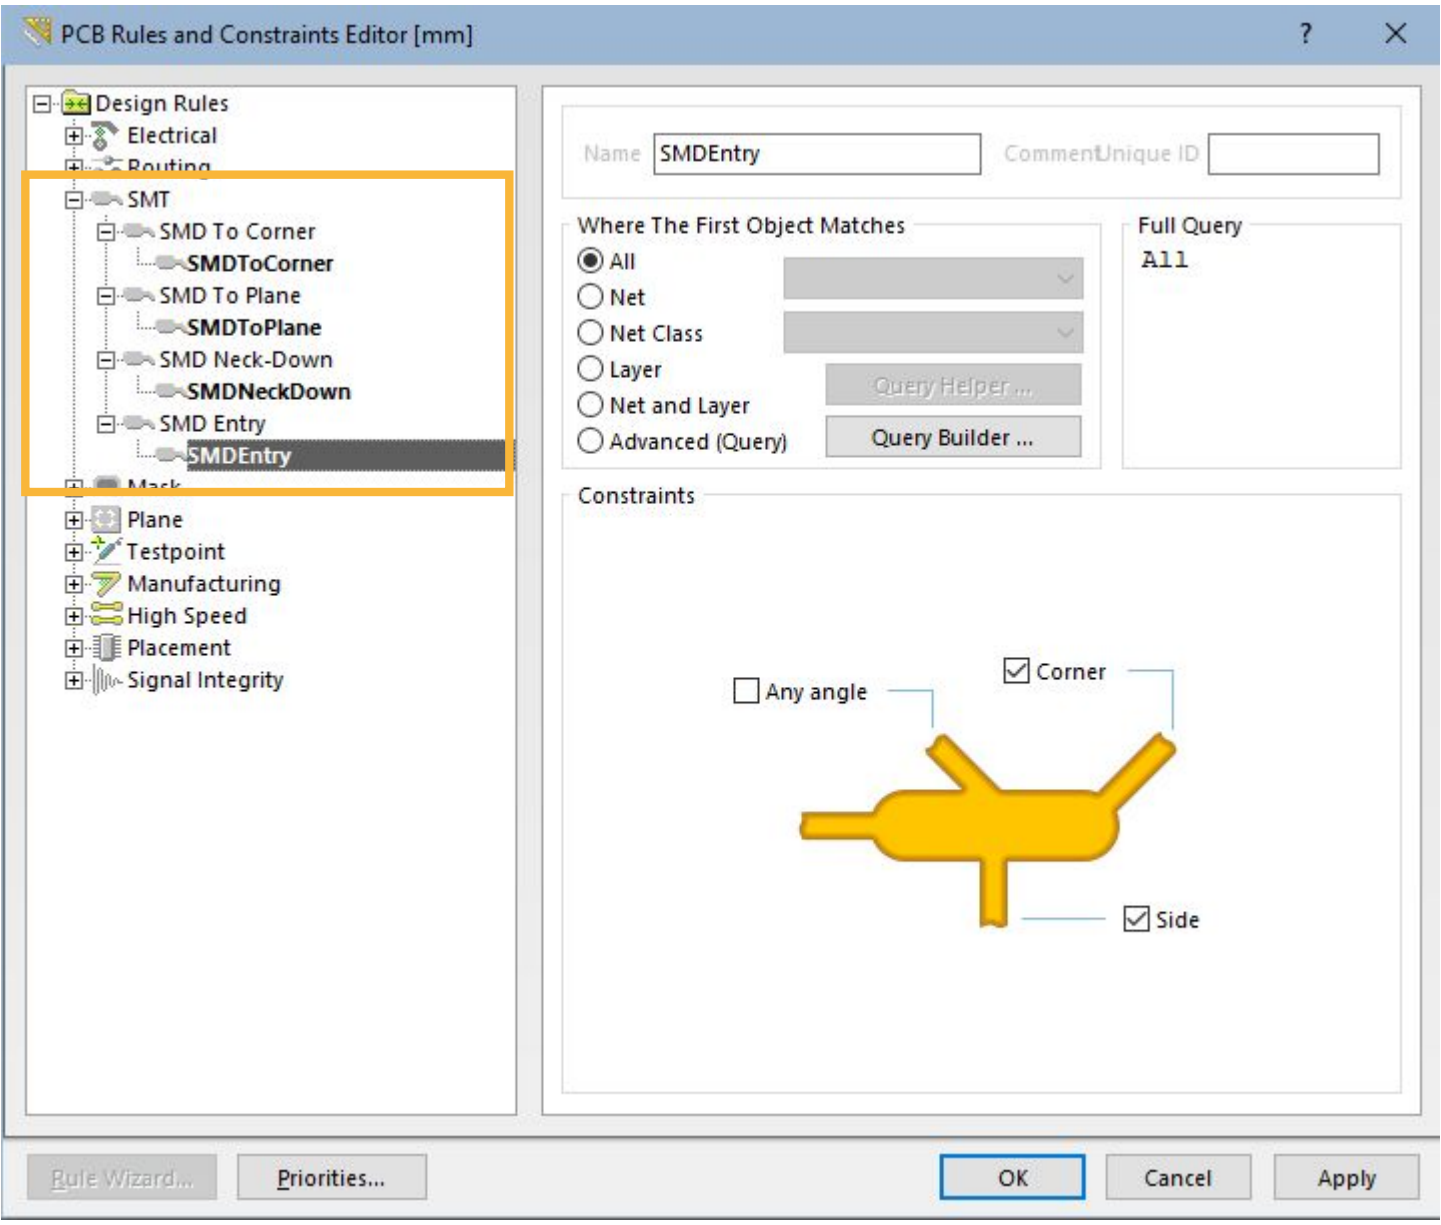 PCB Rules and Constraints Editor [mm]
?
Design Rules
Electrical
Routing
SMT
SMD To Corner
SMDToCorner
SMD To Plane
SMDToPlane
SMD Neck-Down
SMDNeckDown
SMD Entry
SMDEntry
Mask
Plane
Testpoint
Manufacturing
High Speed
Placement
Signal Integrity
Name SMDEntry Comment Unique ID
Where The First Object Matches
All
Net
Net Class
Layer
Net and Layer
Advanced (Query)
Query Helper ...
Query Builder ...
Full Query
All
Constraints
Any angle
Corner
Side
Rule Wizard... Priorities... OK Cancel Apply